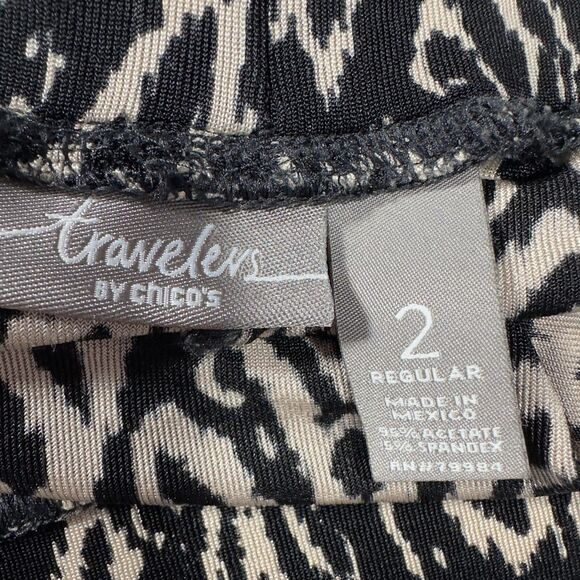 travelers
BY chico's
2
REGULAR
MADE IN
MEXICO
95% ACETATE
5% SPANDEX
RN#79984